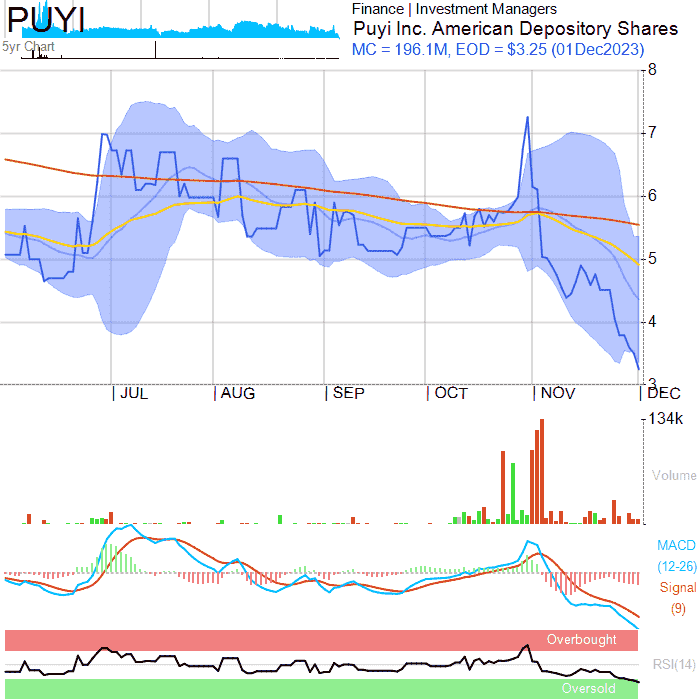 PUYI
Finance | Investment Managers
Puyi Inc. American Depository Shares
5yr Chart
MC = 196.1M, EOD = $3.25 (01Dec2023)
8
7
6
5
4
3
JUL AUG SEP OCT NOV DEC
134k
Volume
MACD
(12-26)
Signal
(9)
Overbought
RSI(14)
Oversold